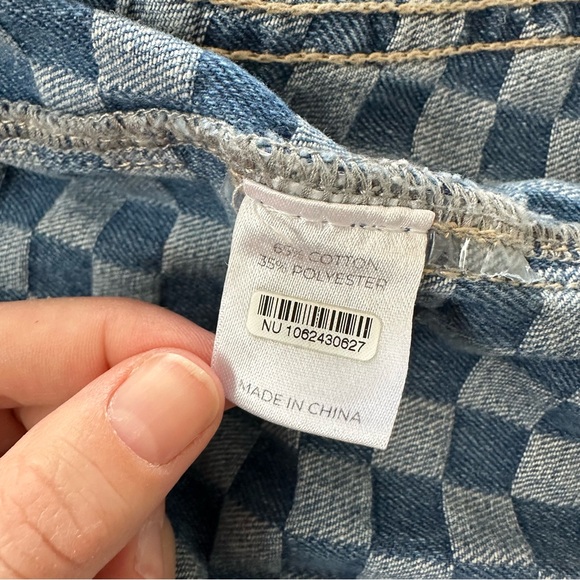 65% COTTON
35% POLYESTER
NU 1062430627
MADE IN CHINA